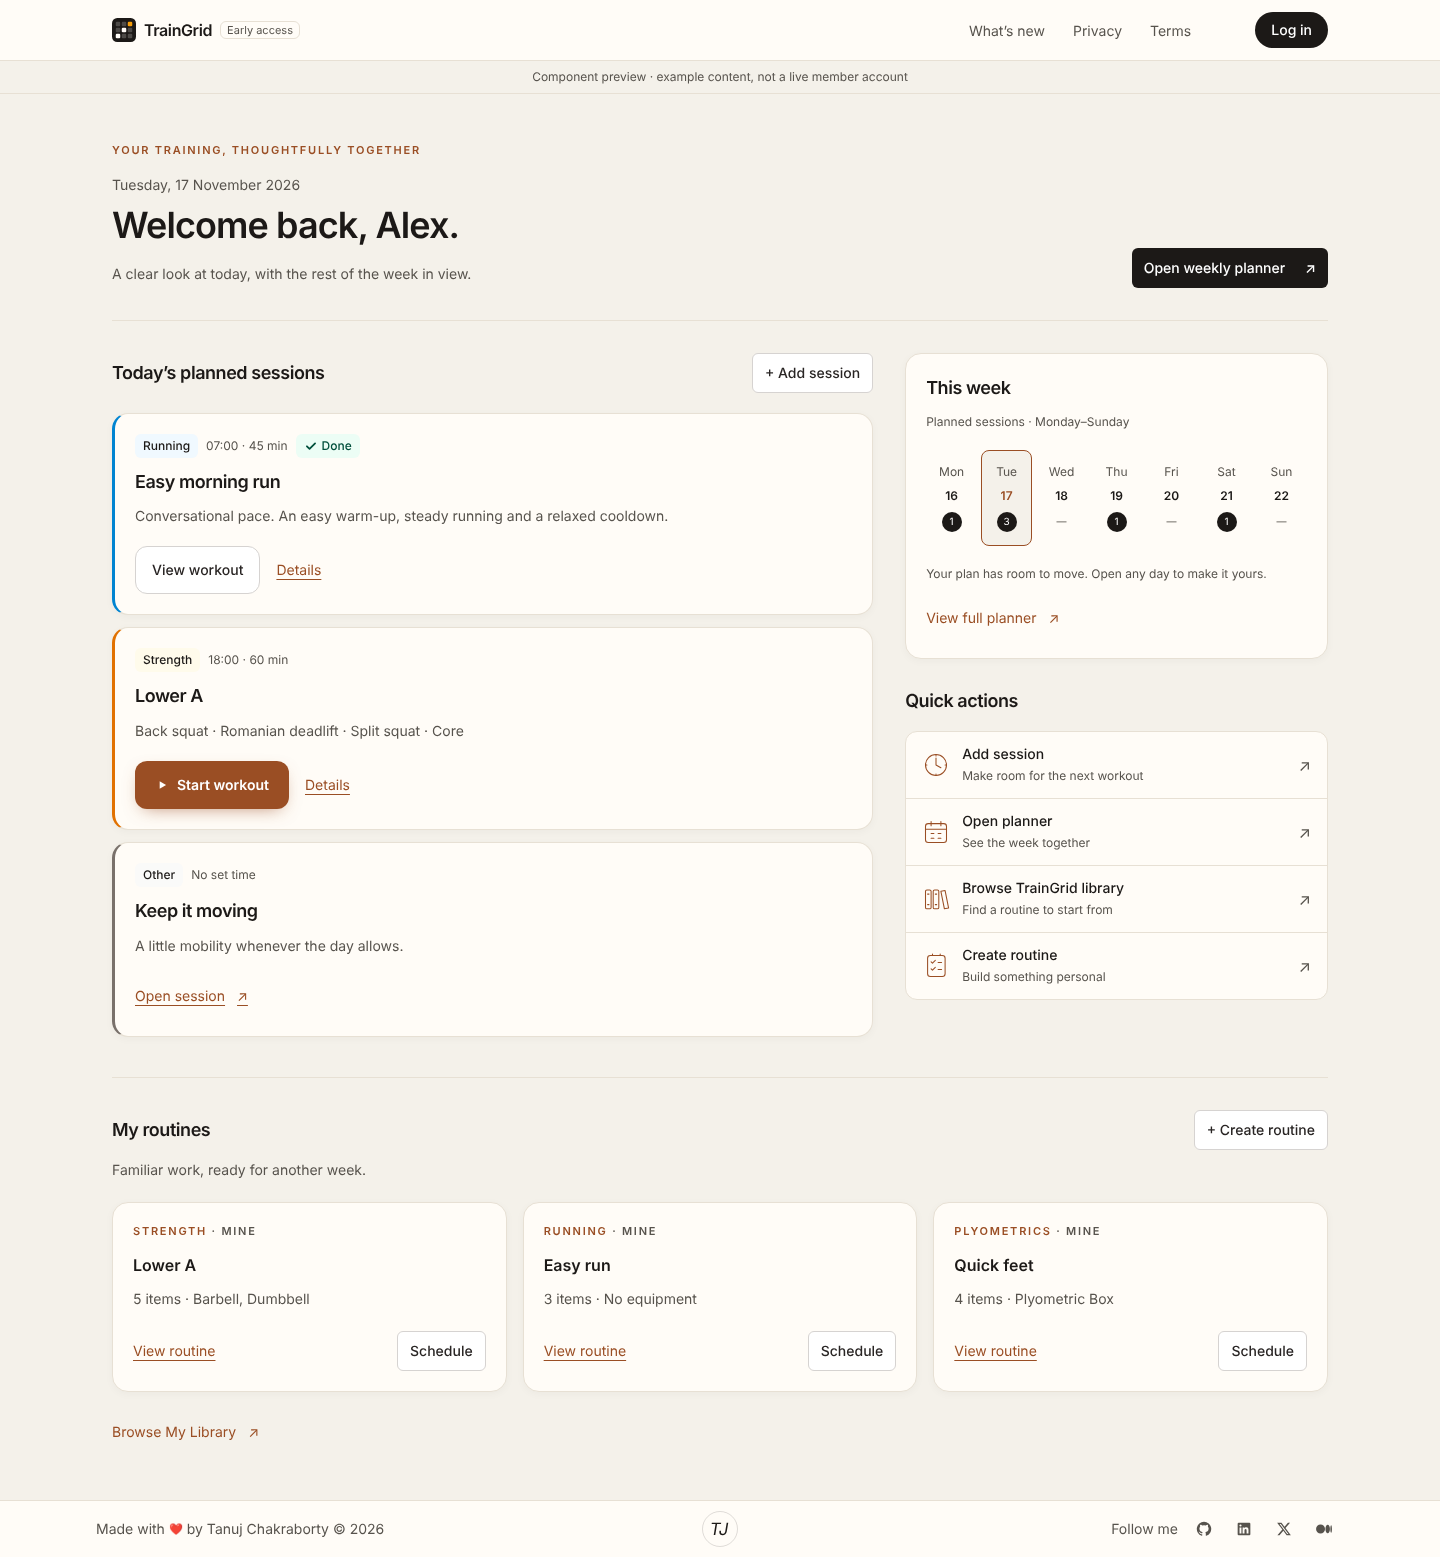 TrainGrid Early access
What's new Privacy Terms Log in
Component preview · example content, not a live member account
YOUR TRAINING, THOUGHTFULLY TOGETHER
Tuesday, 17 November 2026
Welcome back, Alex.
A clear look at today, with the rest of the week in view.
Open weekly planner
Today’s planned sessions
+ Add session
Running 07:00 · 45 min Done
Easy morning run
Conversational pace. An easy warm-up, steady running and a relaxed cooldown.
View workout Details
Strength 18:00 · 60 min
Lower A
Back squat · Romanian deadlift · Split squat · Core
Start workout Details
Other No set time
Keep it moving
A little mobility whenever the day allows.
Open session
This week
Planned sessions · Monday–Sunday
Mon Tue Wed Thu Fri Sat Sun
16 17 18 19 20 21 22
1 3 — 1 — 1 —
Your plan has room to move. Open any day to make it yours.
View full planner
Quick actions
Add session
Make room for the next workout
Open planner
See the week together
Browse TrainGrid library
Find a routine to start from
Create routine
Build something personal
My routines
+ Create routine
Familiar work, ready for another week.
STRENGTH · MINE
Lower A
5 items · Barbell, Dumbbell
View routine Schedule
RUNNING · MINE
Easy run
3 items · No equipment
View routine Schedule
PLYOMETRICS · MINE
Quick feet
4 items · Plyometric Box
View routine Schedule
Browse My Library
Made with ❤️ by Tanuj Chakraborty © 2026
TJ
Follow me